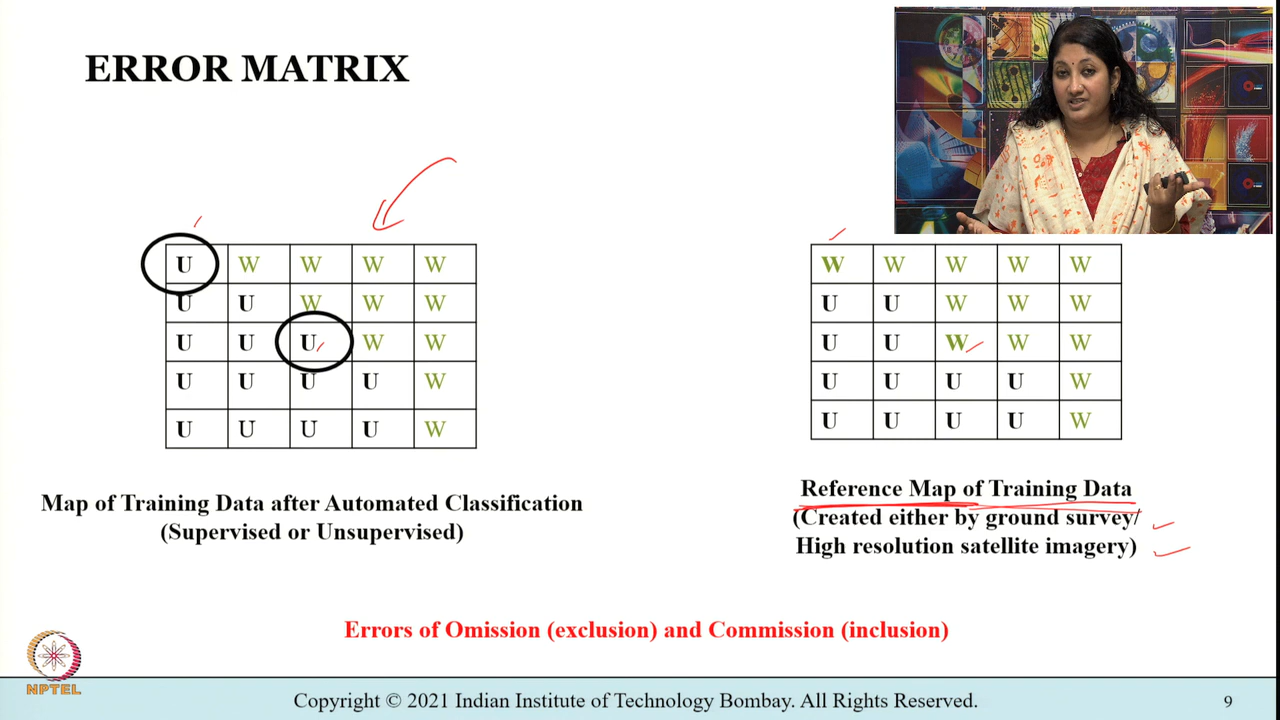 ERROR MATRIX
U W W W W
U U W W W
U U U W W
U U U U W
U U U U W
W W W W W
U U W W W
U U W W W
U U U U W
U U U U W
Map of Training Data after Automated Classification
(Supervised or Unsupervised)
Reference Map of Training Data
(Created either by ground survey/
High resolution satellite imagery)
Errors of Omission (exclusion) and Commission (inclusion)
NPTEL
Copyright © 2021 Indian Institute of Technology Bombay. All Rights Reserved.
9